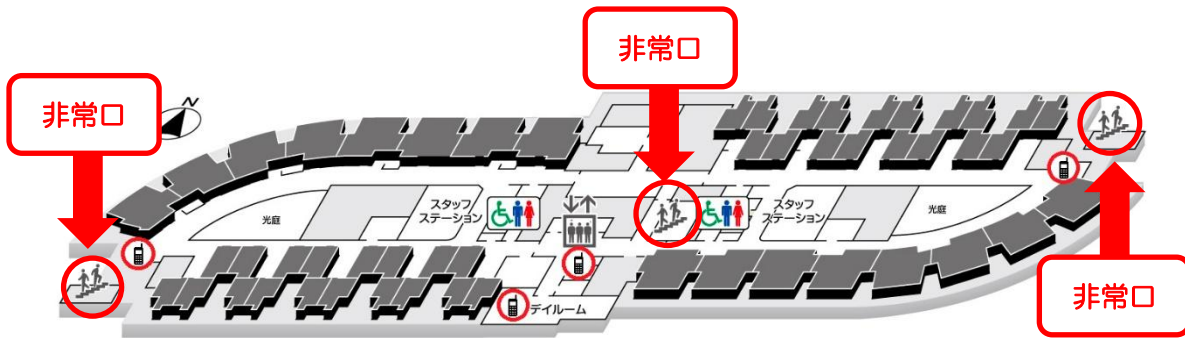 非常口
非常口
N
光庭
スタッフ
ステーション
スタッフ
ステーション
光庭
デイルーム
非常口